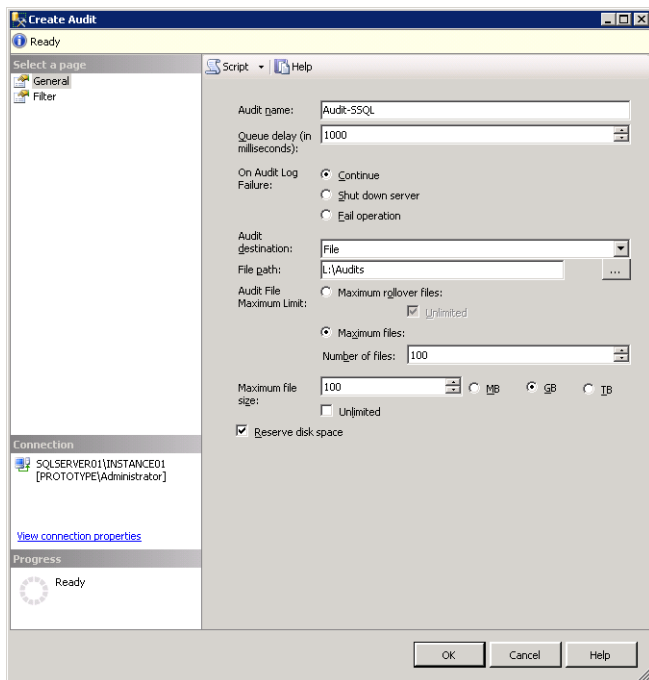 Create Audit
Ready
Select a page
General
Filter
Script
Help
Audit name:
Audit-SSQL
Queue delay (in
milliseconds):
1000
On Audit Log
Failure:
Continue
Shut down server
Fail operation
Audit
destination:
File
File path:
L:\Audits
...
Audit File
Maximum Limit:
Maximum rollover files:
Unlimited
Maximum files:
Number of files:
100
Maximum file
size:
100
MB
GB
TB
Unlimited
Reserve disk space
Connection
SQLSERVER01\INSTANCE01
[PROTOTYPE\Administrator]
View connection properties
Progress
Ready
OK
Cancel
Help